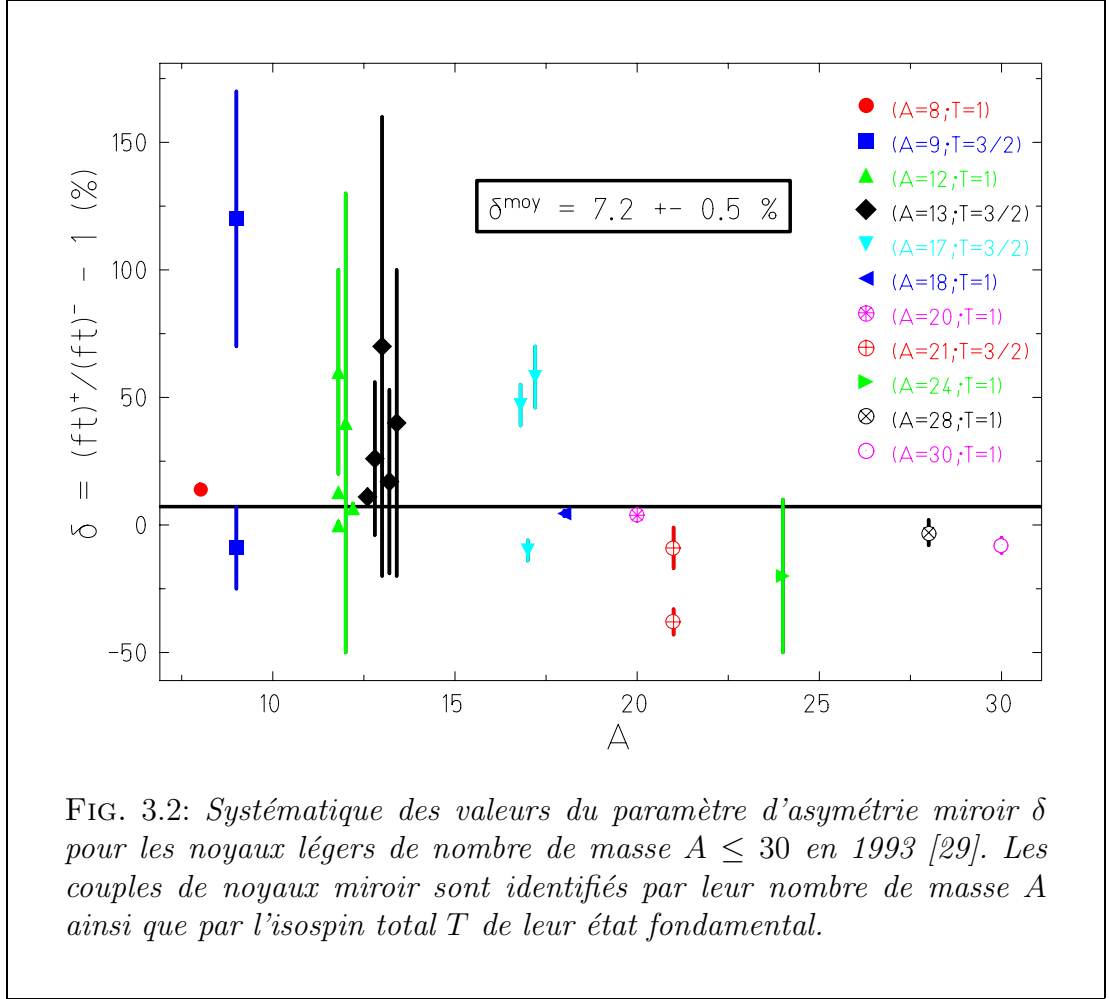 δ = (ft)⁺/(ft)⁻ - 1 (%)
150
100
50
0
-50
δᵐᵒʸ = 7.2 +- 0.5 %
(A=8;T=1)
(A=9;T=3/2)
(A=12;T=1)
(A=13;T=3/2)
(A=17;T=3/2)
(A=18;T=1)
(A=20;T=1)
(A=21;T=3/2)
(A=24;T=1)
(A=28;T=1)
(A=30;T=1)
10 15 20 25 30
A
FIG. 3.2: Systématique des valeurs du paramètre d'asymétrie miroir δ
pour les noyaux légers de nombre de masse A ≤ 30 en 1993 [29]. Les
couples de noyaux miroir sont identifiés par leur nombre de masse A
ainsi que par l'isospin total T de leur état fondamental.